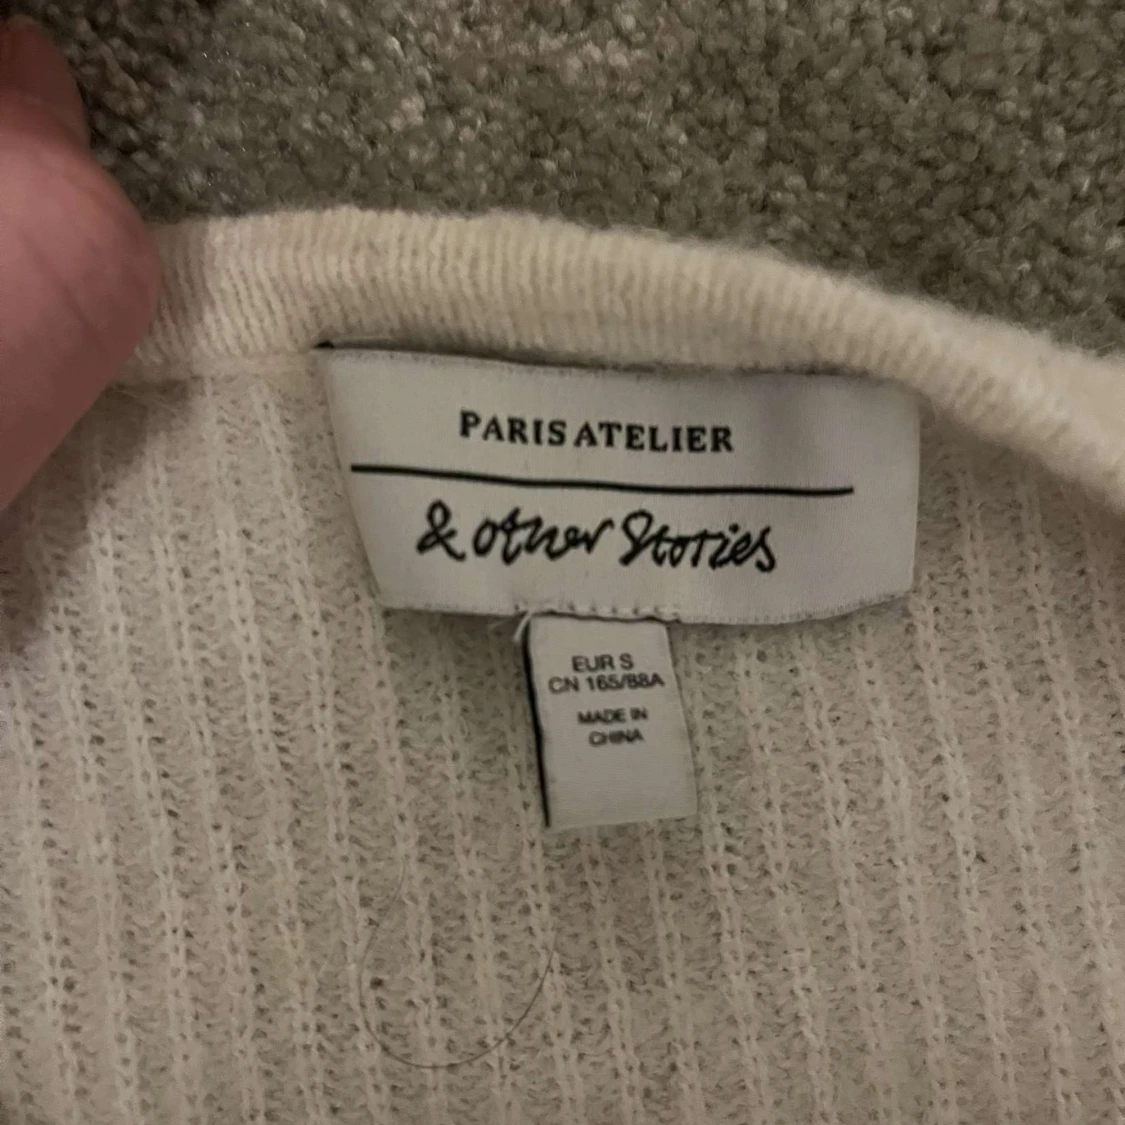 PARIS ATELIER
& other Stories
EUR S
CN 165/88A
MADE IN
CHINA